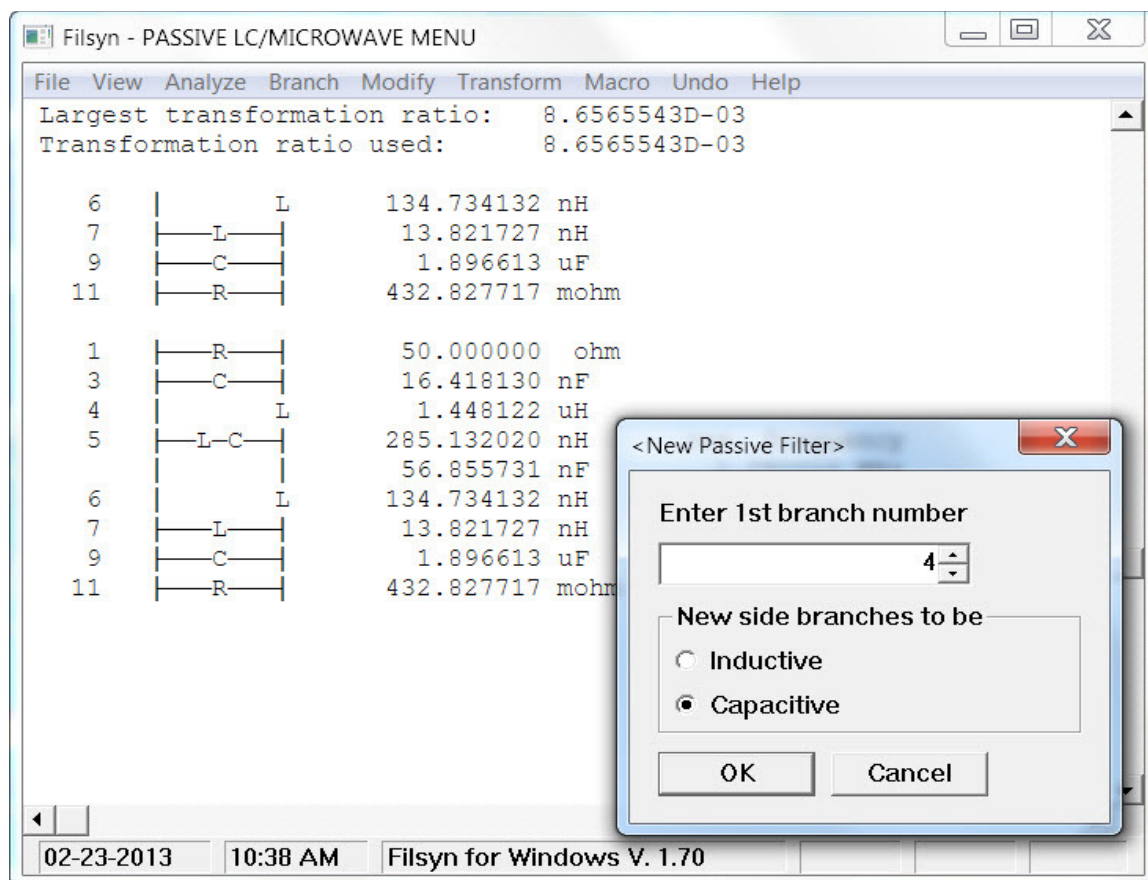 Filsyn - PASSIVE LC/MICROWAVE MENU
File View Analyze Branch Modify Transform Macro Undo Help
Largest transformation ratio: 8.6565543D-03
Transformation ratio used: 8.6565543D-03
6 L 134.734132 nH
7 L 13.821727 nH
9 C 1.896613 uF
11 R 432.827717 mohm
1 R 50.000000 ohm
3 C 16.418130 nF
4 L 1.448122 uH
5 L-C 285.132020 nH
56.855731 nF
6 L 134.734132 nH
7 L 13.821727 nH
9 C 1.896613 uF
11 R 432.827717 mohm
<New Passive Filter>
Enter 1st branch number
4
New side branches to be
Inductive
Capacitive
OK Cancel
02-23-2013 10:38 AM Filsyn for Windows V. 1.70